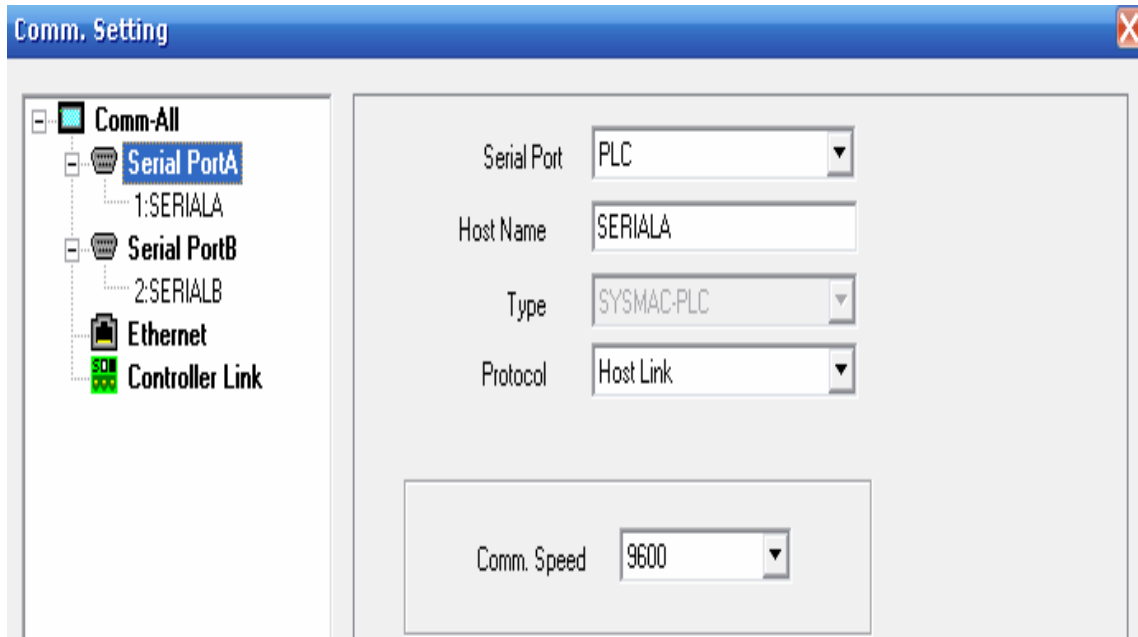 Comm. Setting
Comm-All
Serial PortA
1:SERIALA
Serial PortB
2:SERIALB
Ethernet
Controller Link
Serial Port PLC
Host Name SERIALA
Type SYSMAC-PLC
Protocol Host Link
Comm. Speed 9600